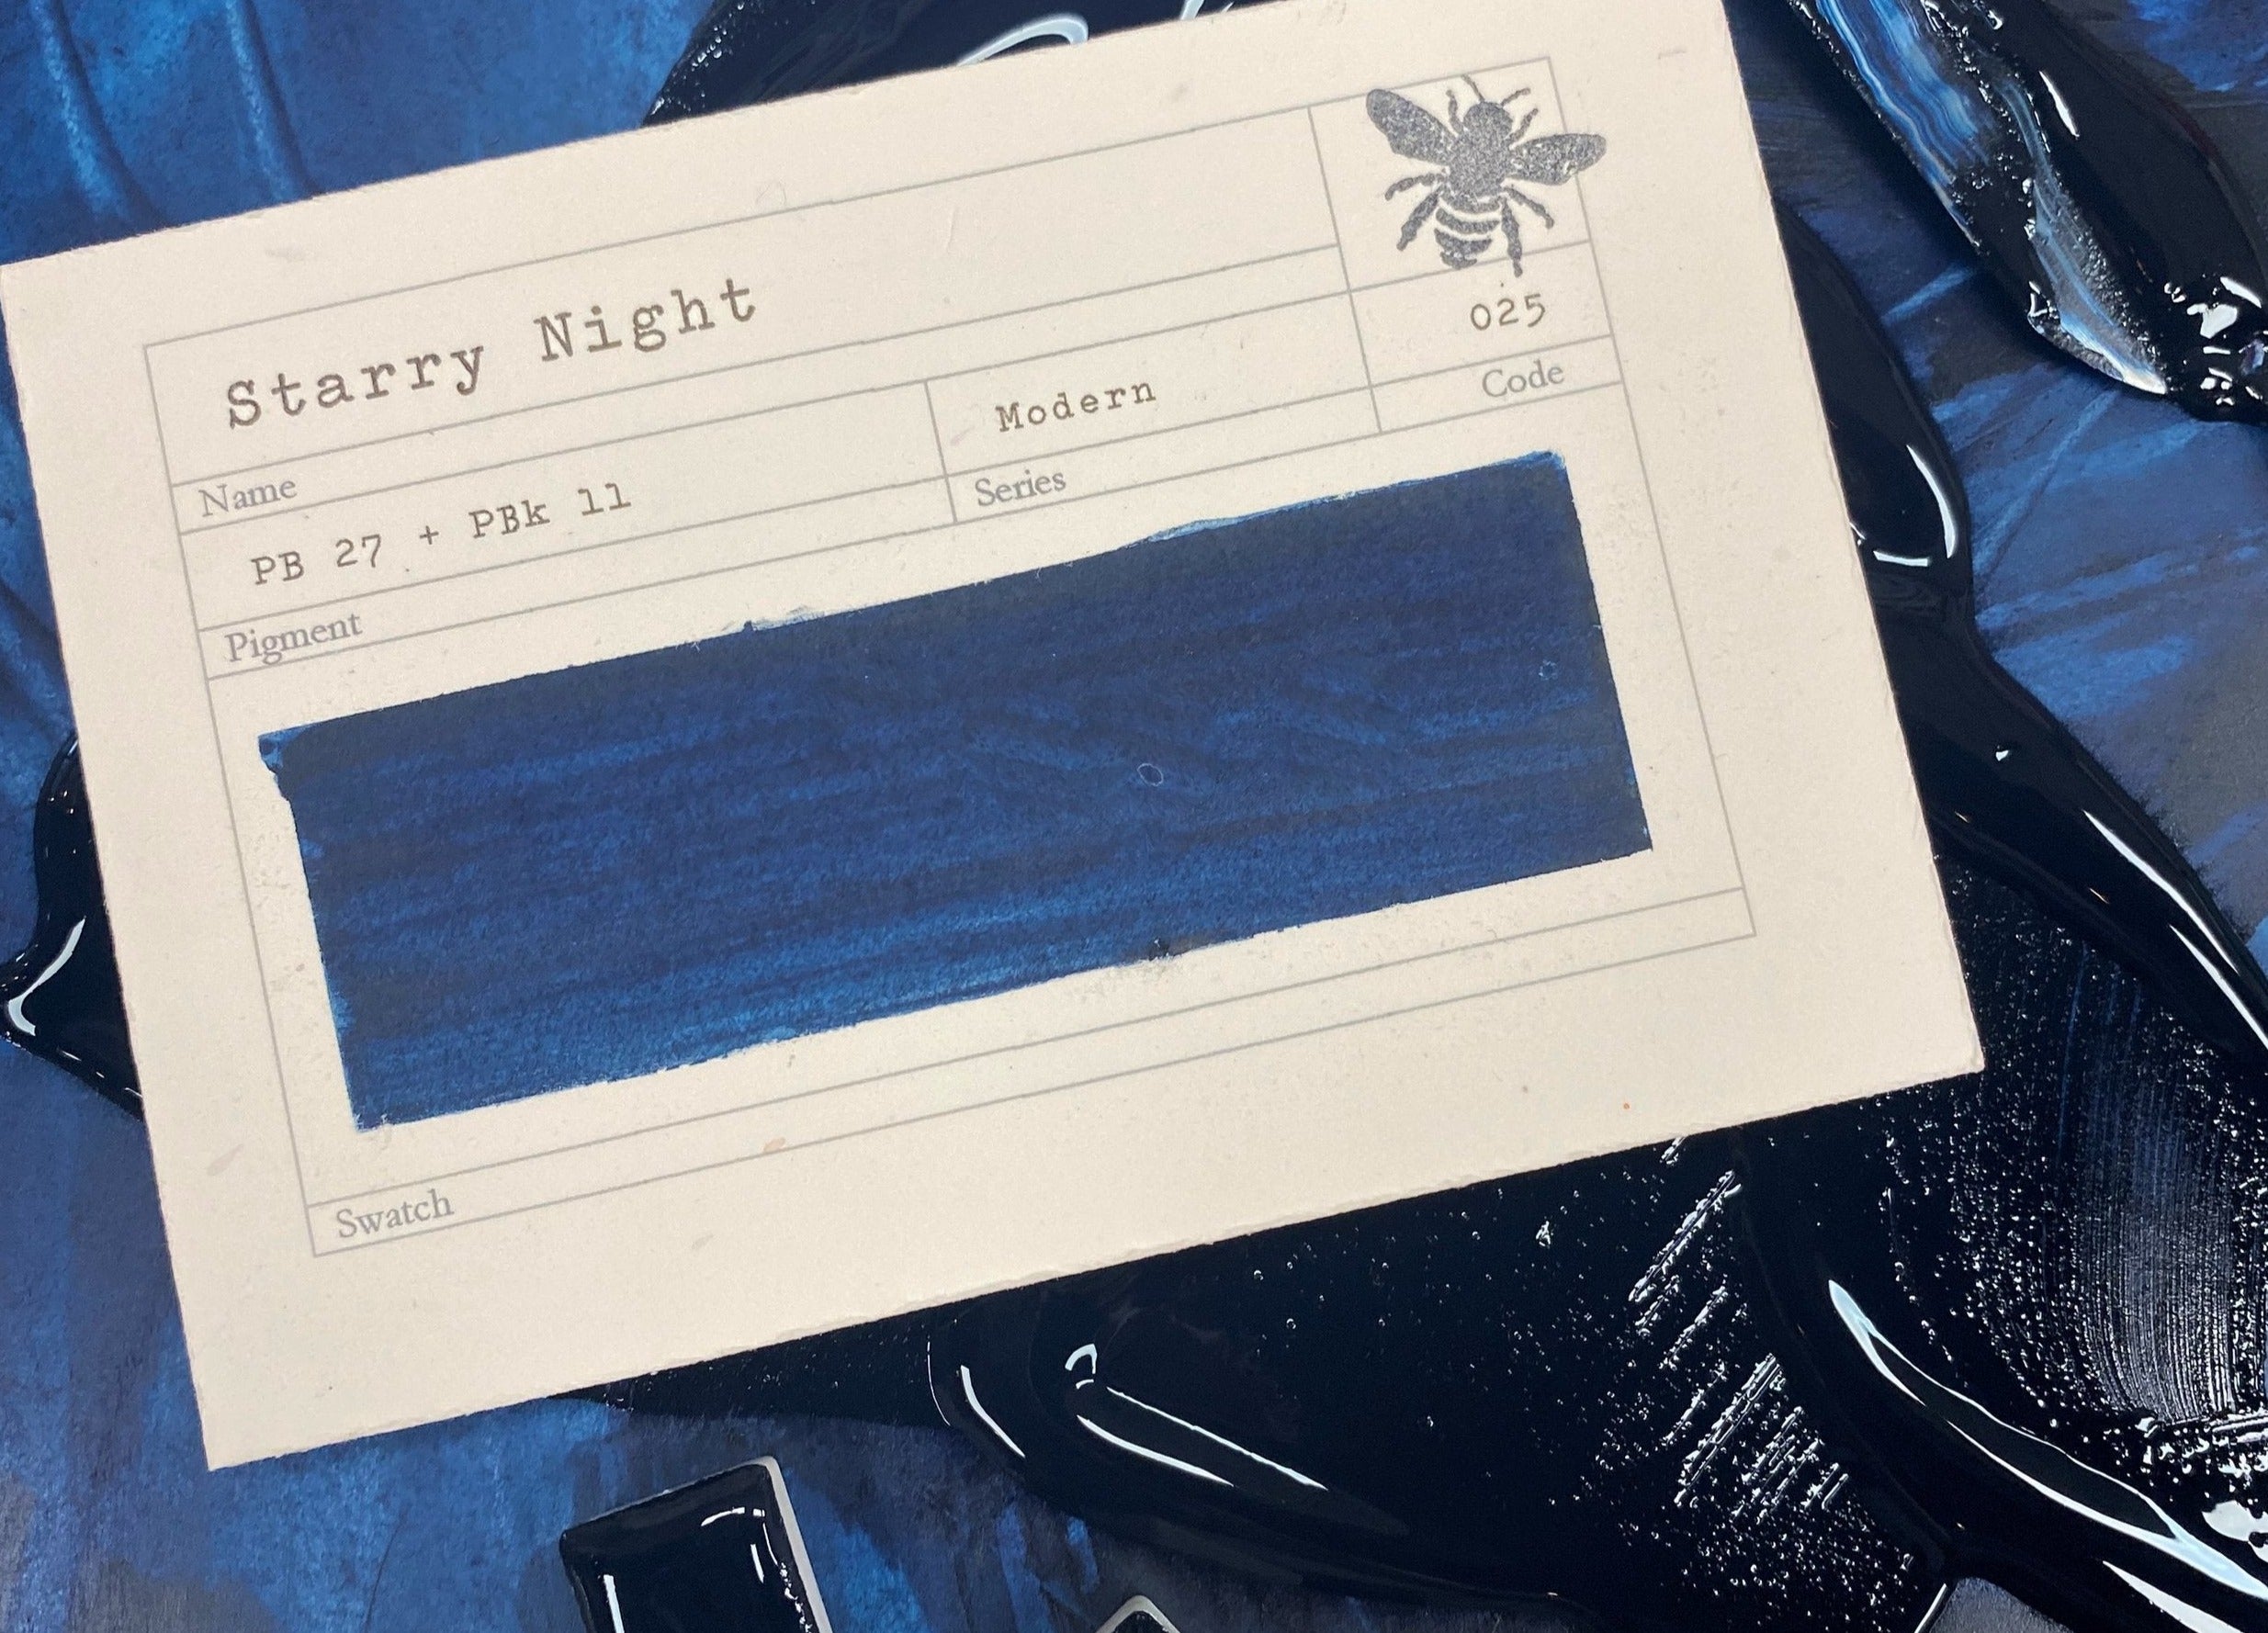 Starry Night
Name
025
Code
PB 27 + PBk 11
Pigment
Modern
Series
Swatch